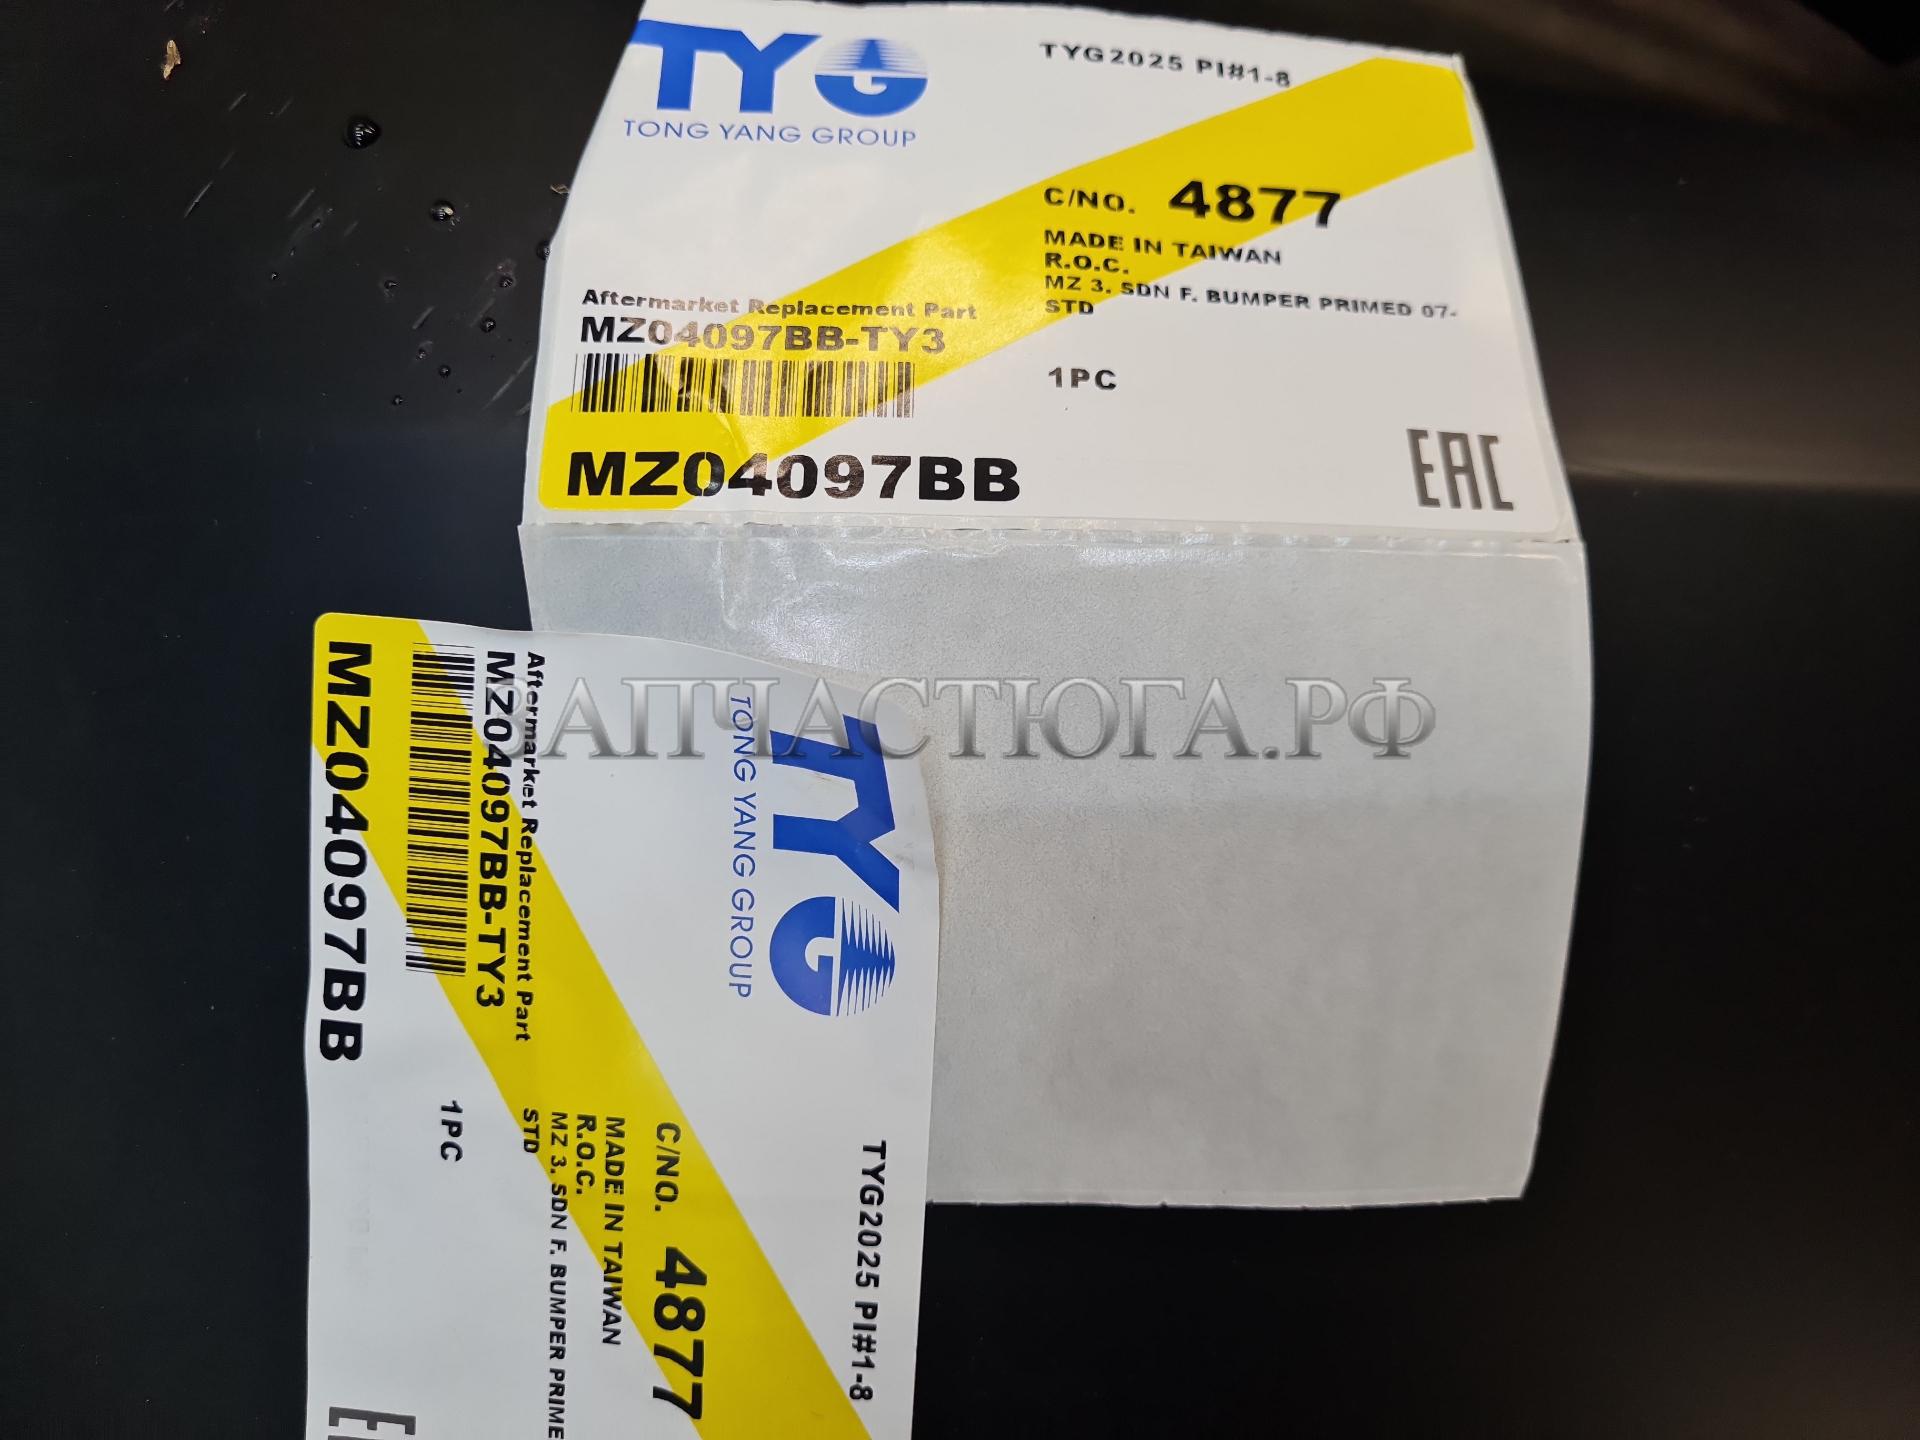 TYG
TONG YANG GROUP
TYG2025 PI#1-8
C/NO. 4877
MADE IN TAIWAN
R.O.C.
MZ 3. SDN F. BUMPER PRIMED 07-
STD
Aftermarket Replacement Part
MZ04097BB-TY3
1PC
MZ04097BB
EAC
ЗАПЧАСТЮГА.РФ
TYG
TONG YANG GROUP
TYG2025 PI#1-8
C/NO. 4877
MADE IN TAIWAN
R.O.C.
MZ 3. SDN F. BUMPER PRIME
STD
Aftermarket Replacement Part
MZ04097BB-TY3
1PC
MZ04097BB
E